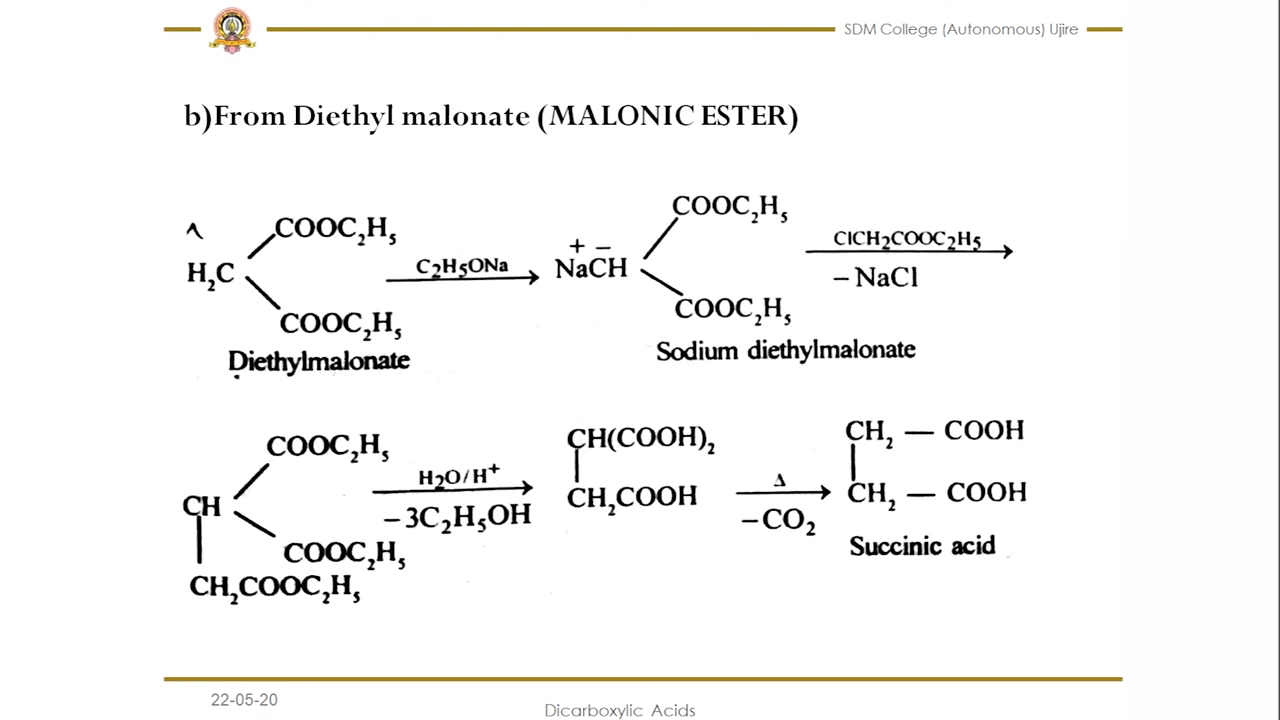 SDM College (Autonomous) Ujire
b)From Diethyl malonate (MALONIC ESTER)
COOC₂H₅
H₂C
COOC₂H₅
Diethylmalonate
C₂H₅ONa
+ −
NaCH
COOC₂H₅
COOC₂H₅
Sodium diethylmalonate
ClCH₂COOC₂H₅
− NaCl
COOC₂H₅
CH
COOC₂H₅
CH₂COOC₂H₅
H₂O/H⁺
− 3C₂H₅OH
CH(COOH)₂
CH₂COOH
Δ
− CO₂
CH₂ — COOH
CH₂ — COOH
Succinic acid
22-05-20
Dicarboxylic Acids